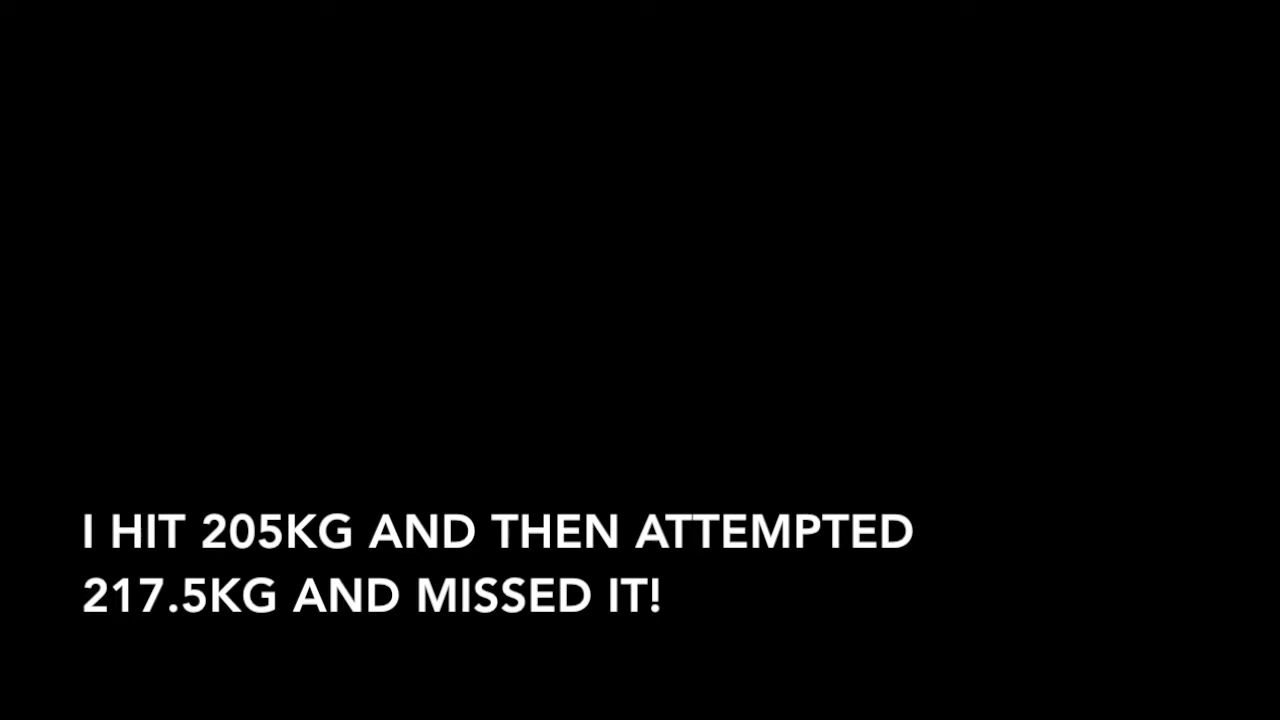 I HIT 205KG AND THEN ATTEMPTED
217.5KG AND MISSED IT!